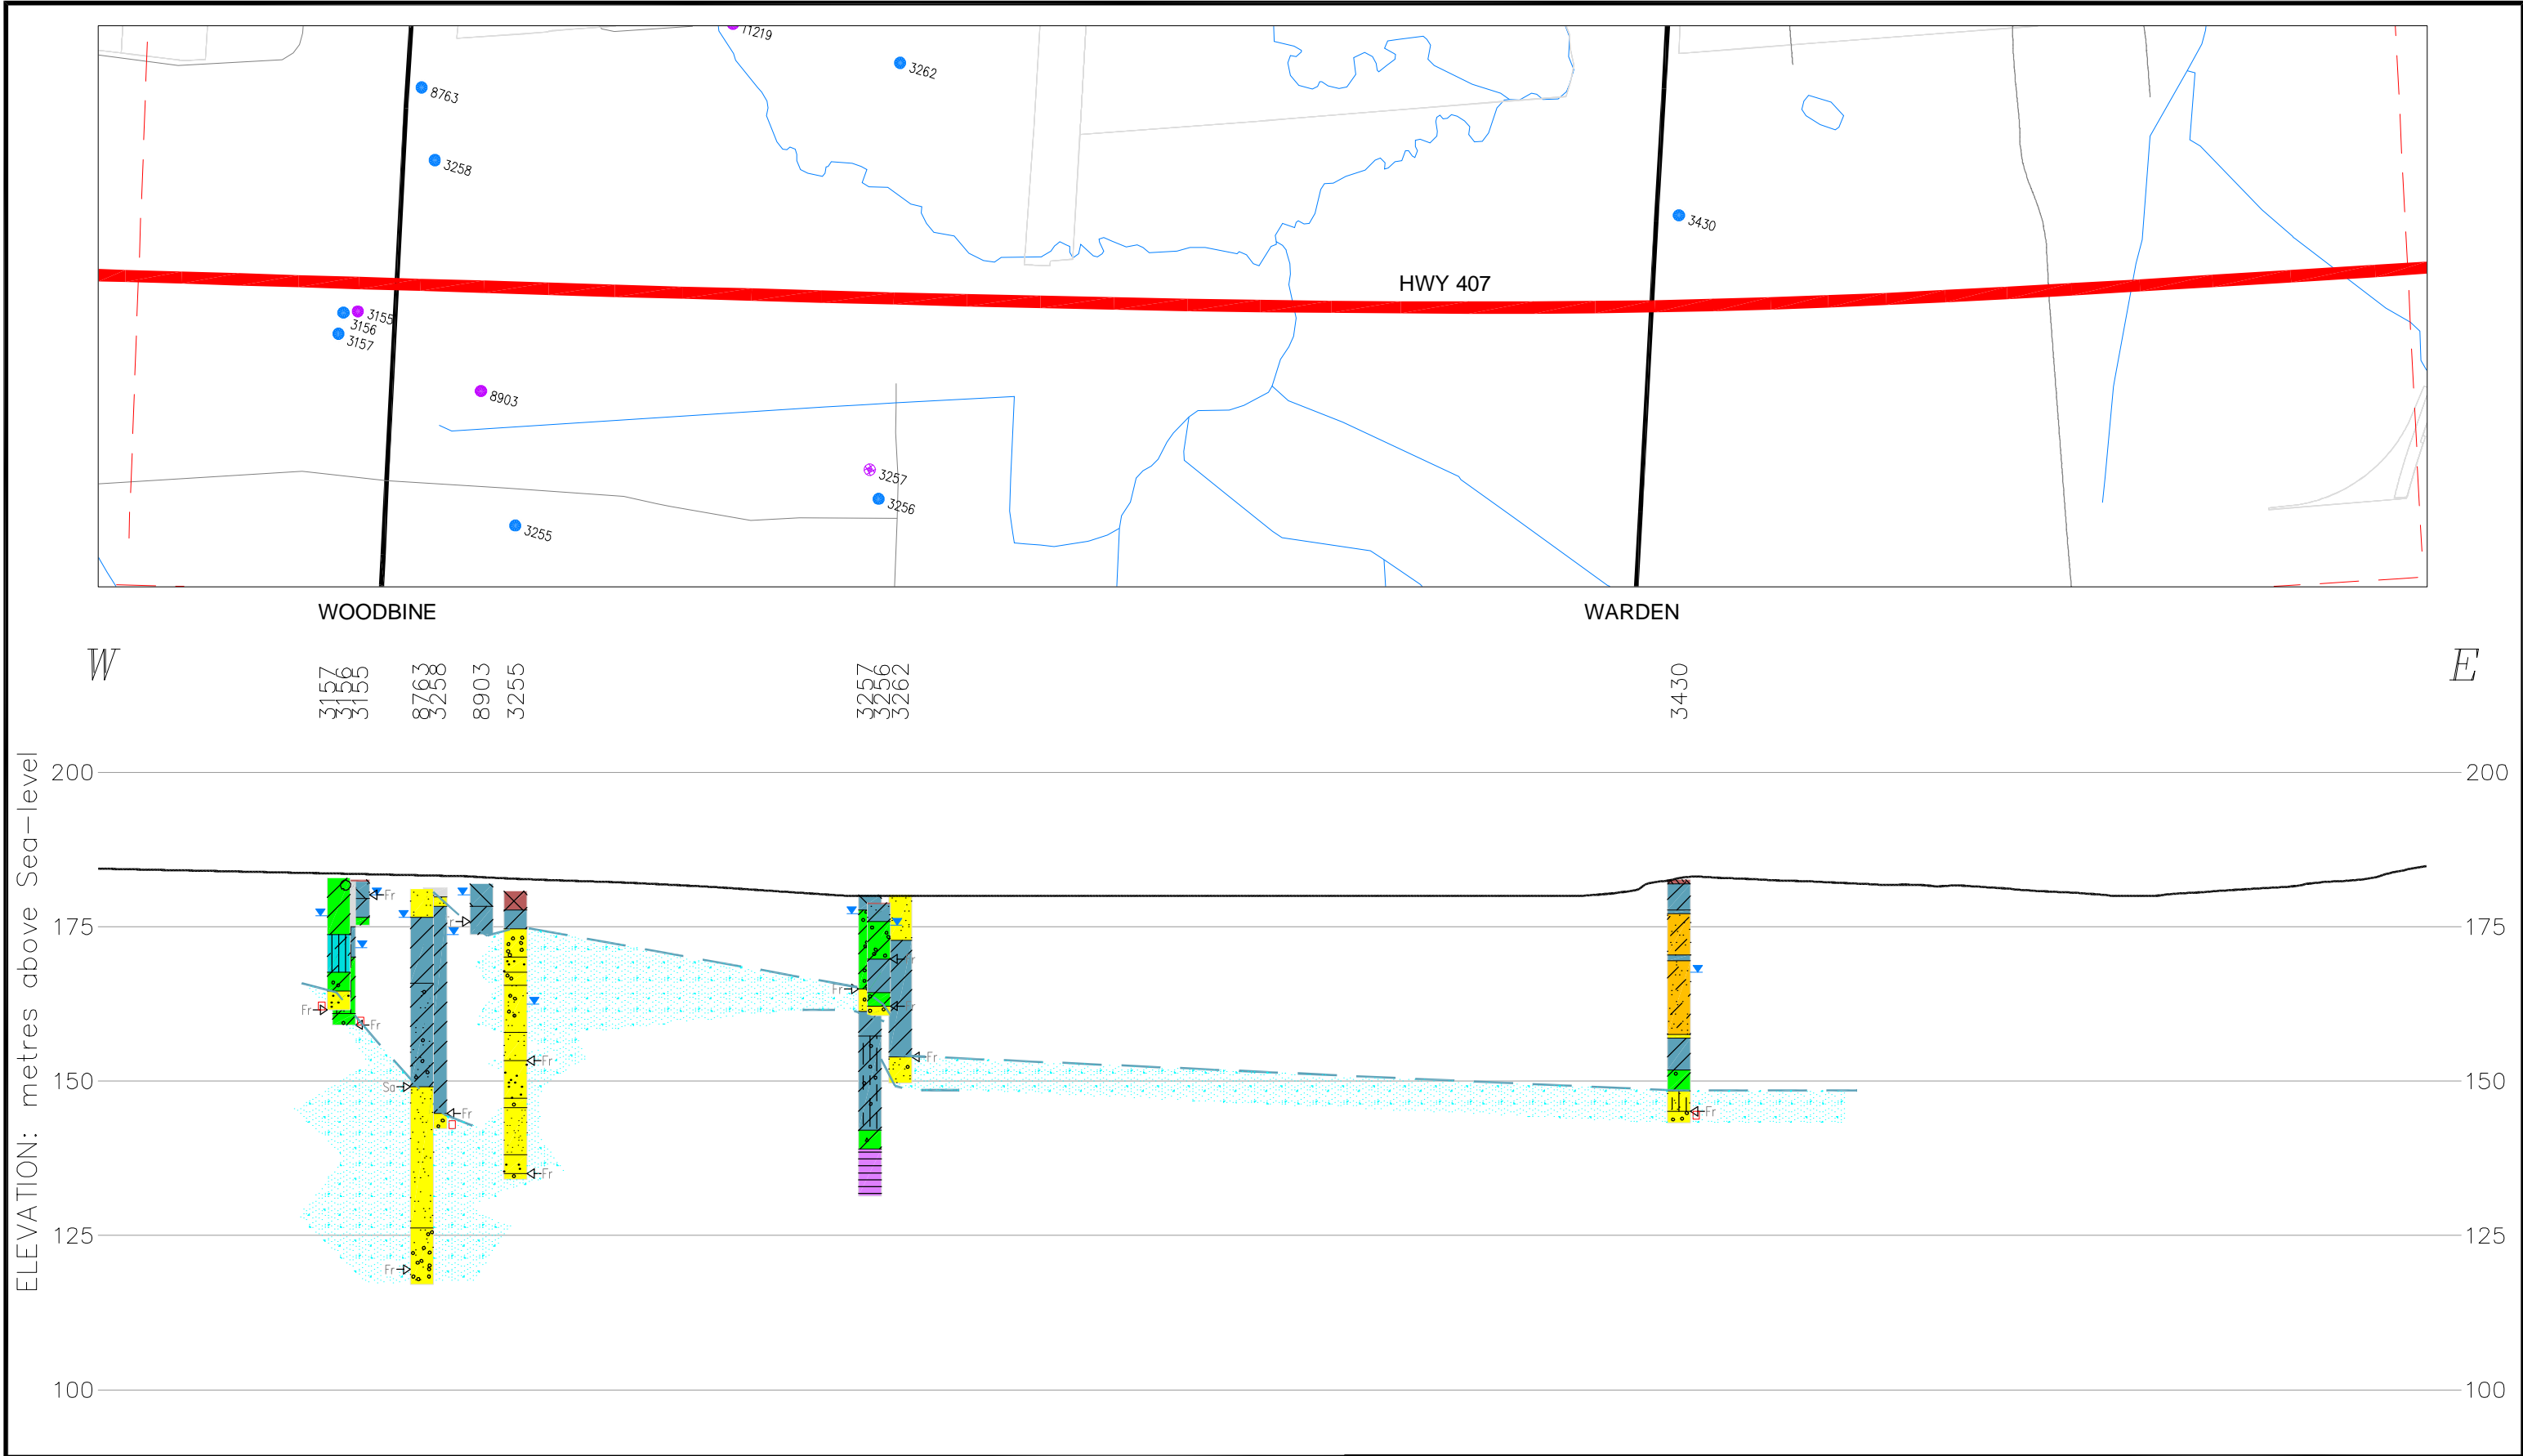 11219
3262
8763
3258
3430
HWY 407
3155
3156
3157
8903
3257
3256
3255
WOODBINE
WARDEN
W
E
3157
3156
3155
8763
3258
8903
3255
3257
3256
3262
3430
ELEVATION: metres above Sea-level
200
200
175
175
150
150
125
125
100
100
Fr
Fr
Fr
Fr
Sa
Fr
Fr
Fr
Fr
Fr
Fr
Fr